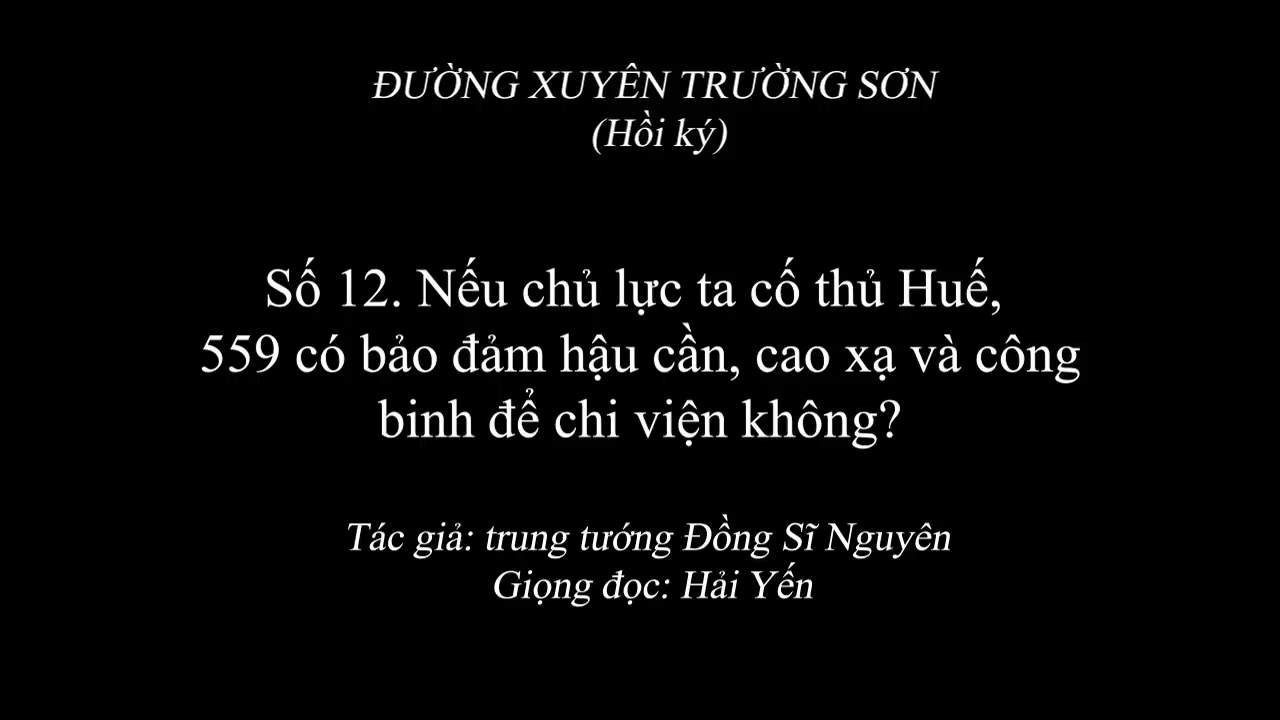 ĐƯỜNG XUYÊN TRƯỜNG SƠN
(Hồi ký)
Số 12. Nếu chủ lực ta cố thủ Huế,
559 có bảo đảm hậu cần, cao xạ và công
binh để chi viện không?
Tác giả: trung tướng Đồng Sĩ Nguyên
Giọng đọc: Hải Yến